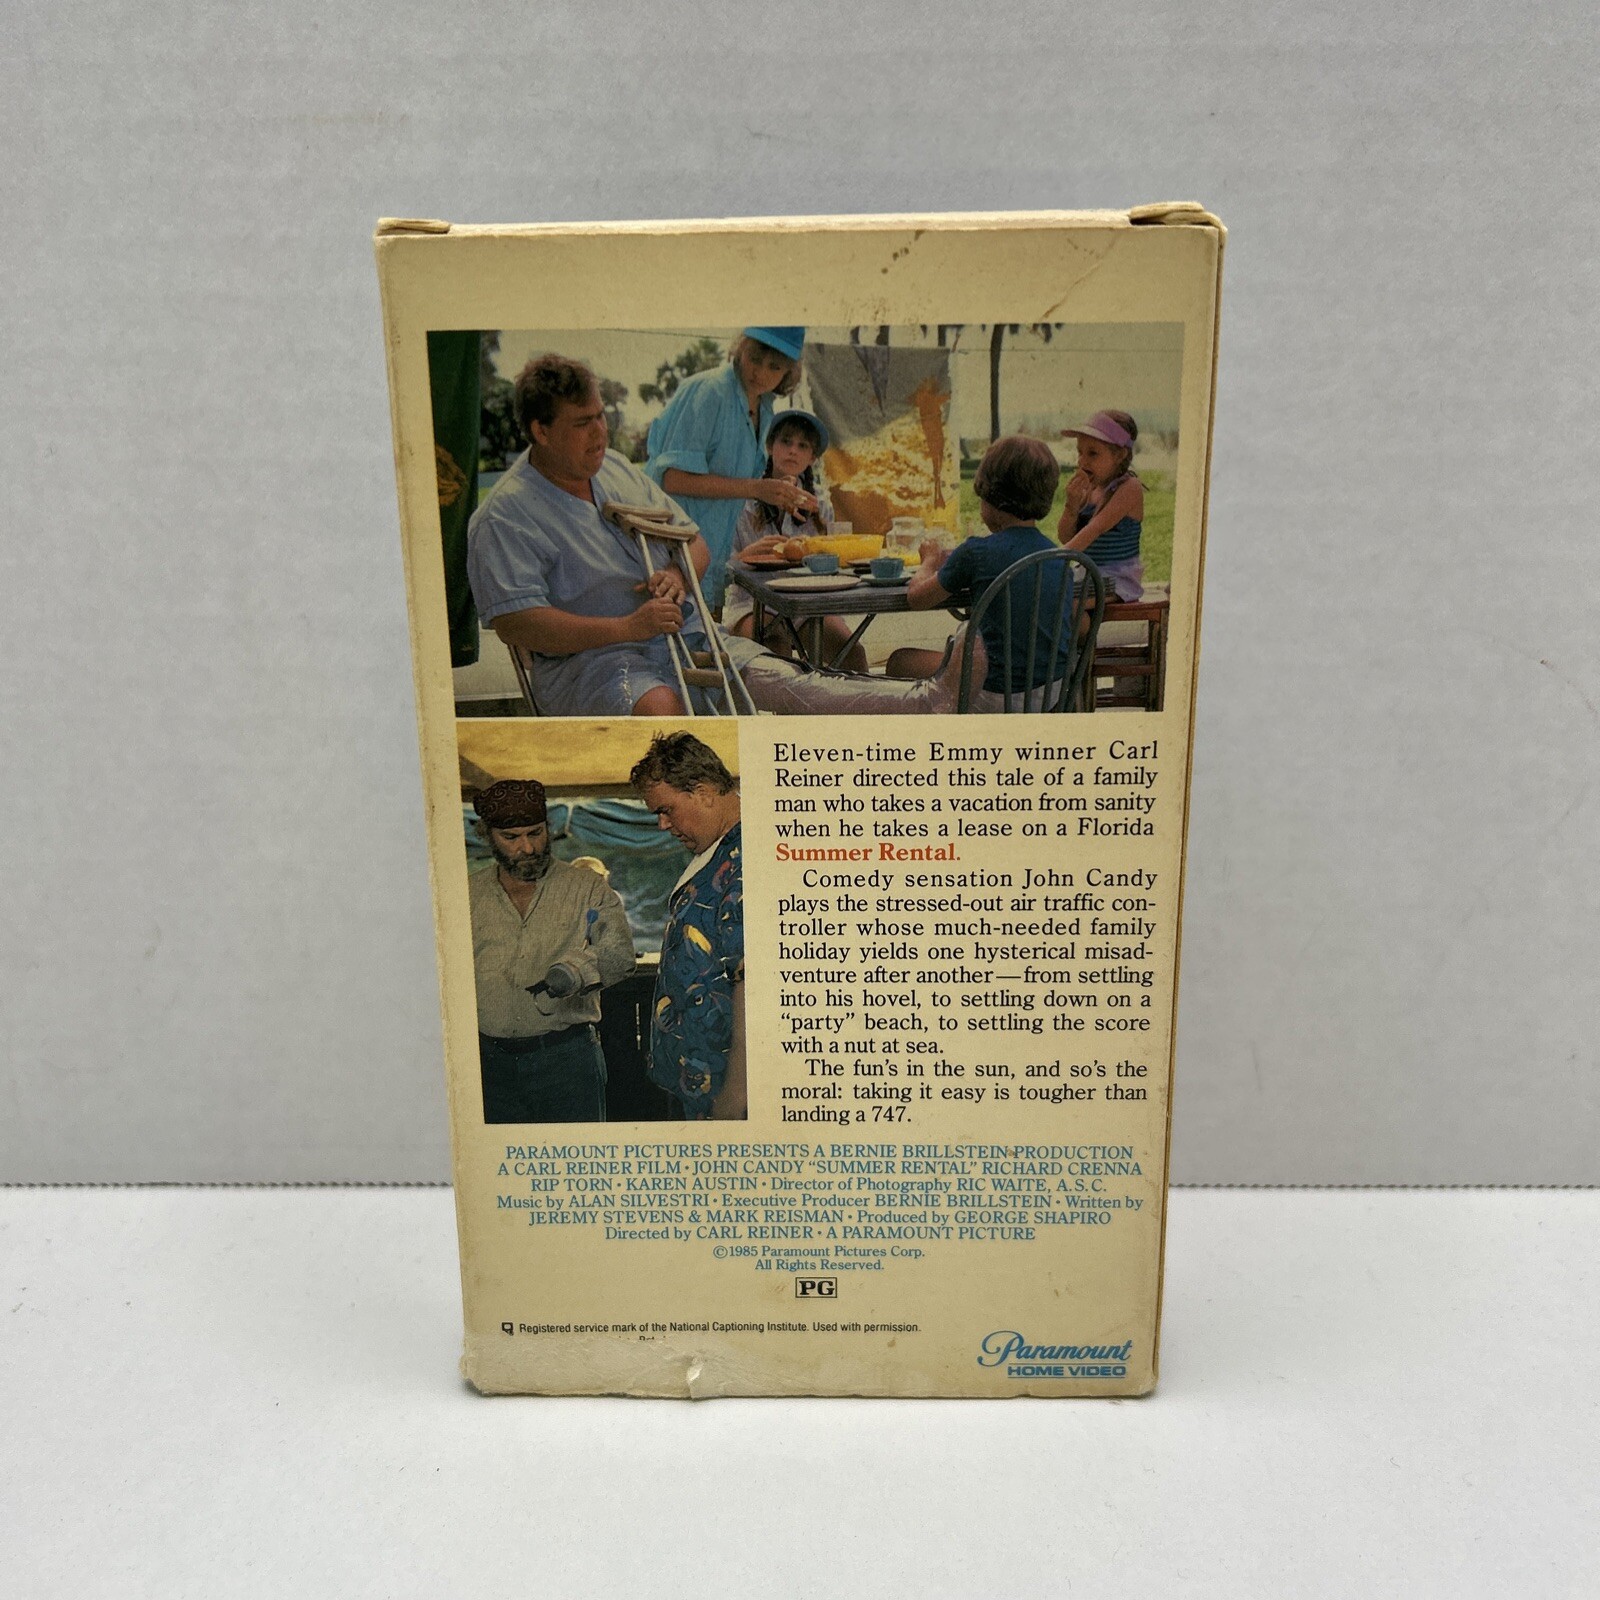 Eleven-time Emmy winner Carl
Reiner directed this tale of a family
man who takes a vacation from sanity
when he takes a lease on a Florida
Summer Rental.
Comedy sensation John Candy
plays the stressed-out air traffic con-
troller whose much-needed family
holiday yields one hysterical misad-
venture after another—from settling
into his hovel, to settling down on a
“party” beach, to settling the score
with a nut at sea.
The fun’s in the sun, and so’s the
moral: taking it easy is tougher than
landing a 747.
PARAMOUNT PICTURES PRESENTS A BERNIE BRILLSTEIN PRODUCTION
A CARL REINER FILM • JOHN CANDY “SUMMER RENTAL” RICHARD CRENNA
RIP TORN • KAREN AUSTIN • Director of Photography RIC WAITE, A.S.C.
Music by ALAN SILVESTRI • Executive Producer BERNIE BRILLSTEIN • Written by
JEREMY STEVENS & MARK REISMAN • Produced by GEORGE SHAPIRO
Directed by CARL REINER • A PARAMOUNT PICTURE
©1985 Paramount Pictures Corp.
All Rights Reserved.
PG
Registered service mark of the National Captioning Institute. Used with permission.
Paramount
HOME VIDEO